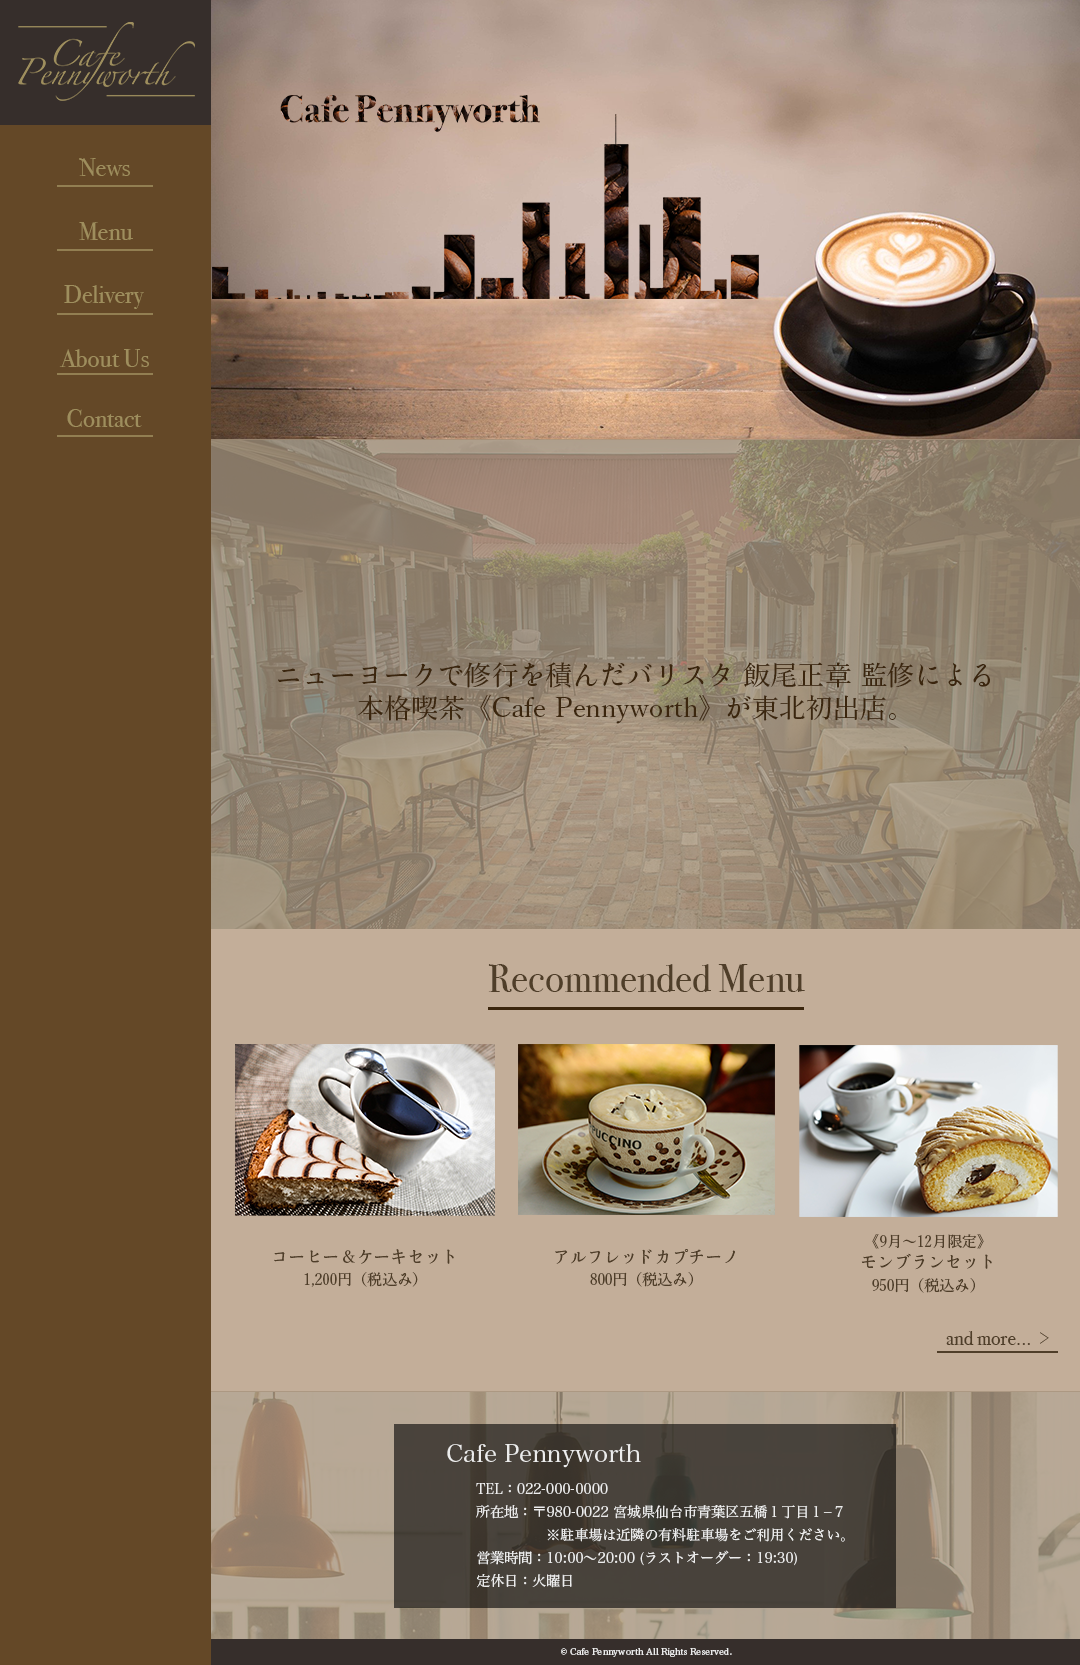 Cafe
Pennyworth
News
Menu
Delivery
About Us
Contact
Cafe Pennyworth
ニューヨークで修行を積んだバリスタ 飯尾正章 監修による
本格喫茶《Cafe Pennyworth》が東北初出店。
Recommended Menu
PUCCINO
コーヒー＆ケーキセット
1,200円（税込み）
アルフレッドカプチーノ
800円（税込み）
《9月〜12月限定》
モンブランセット
950円（税込み）
and more... >
Cafe Pennyworth
TEL：022-000-0000
所在地：〒980-0022 宮城県仙台市青葉区五橋１丁目１−７
※駐車場は近隣の有料駐車場をご利用ください。
営業時間：10:00〜20:00 (ラストオーダー：19:30)
定休日：火曜日
7 4
© Cafe Pennyworth All Rights Reserved.